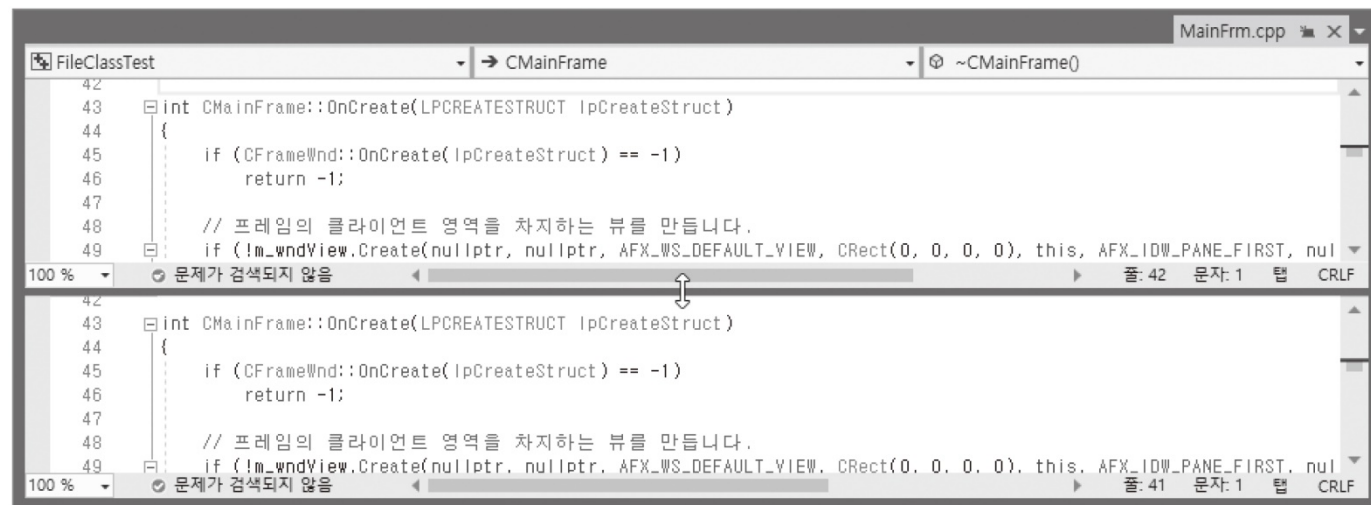 MainFrm.cpp
FileClassTest CMainFrame ~CMainFrame()
42
43 int CMainFrame::OnCreate(LPCREATESTRUCT lpCreateStruct)
44 {
45 if (CFrameWnd::OnCreate(lpCreateStruct) == -1)
46 return -1;
47
48 // 프레임의 클라이언트 영역을 차지하는 뷰를 만듭니다.
49 if (!m_wndView.Create(nullptr, nullptr, AFX_WS_DEFAULT_VIEW, CRect(0, 0, 0, 0), this, AFX_IDW_PANE_FIRST, nul
100 % 문제가 검색되지 않음 줄: 42 문자: 1 탭 CRLF
42
43 int CMainFrame::OnCreate(LPCREATESTRUCT lpCreateStruct)
44 {
45 if (CFrameWnd::OnCreate(lpCreateStruct) == -1)
46 return -1;
47
48 // 프레임의 클라이언트 영역을 차지하는 뷰를 만듭니다.
49 if (!m_wndView.Create(nullptr, nullptr, AFX_WS_DEFAULT_VIEW, CRect(0, 0, 0, 0), this, AFX_IDW_PANE_FIRST, nul
100 % 문제가 검색되지 않음 줄: 41 문자: 1 탭 CRLF